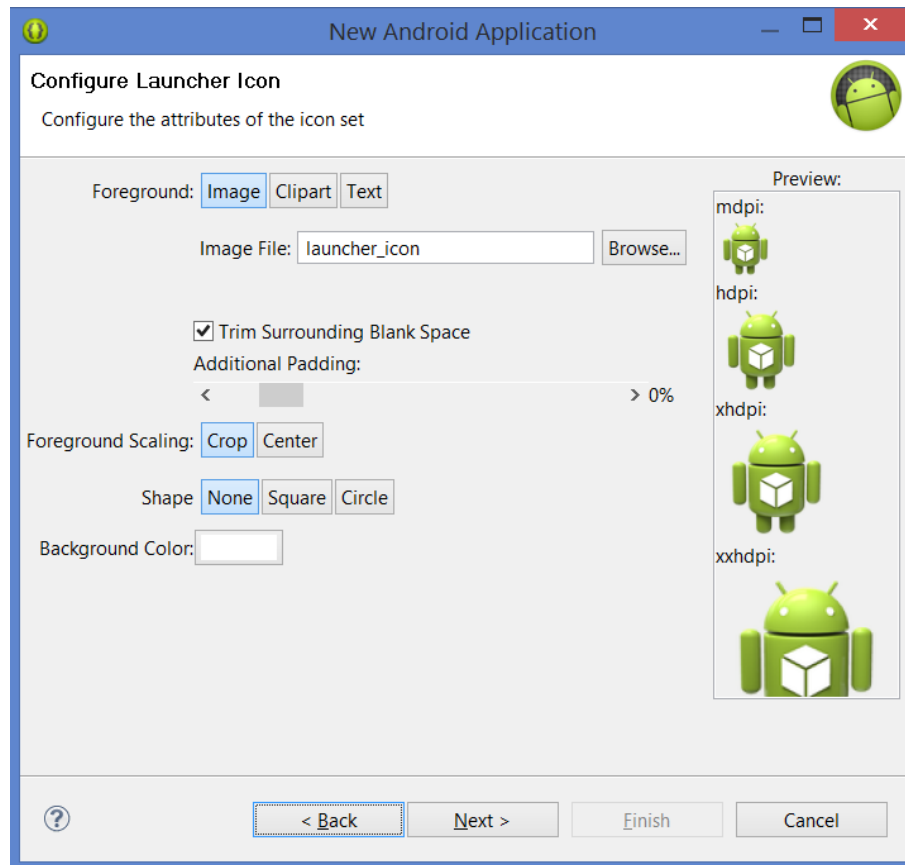 New Android Application
Configure Launcher Icon
Configure the attributes of the icon set
Foreground: Image Clipart Text
Image File: launcher_icon Browse...
Trim Surrounding Blank Space
Additional Padding:
0%
Foreground Scaling: Crop Center
Shape None Square Circle
Background Color:
Preview:
mdpi:
hdpi:
xhdpi:
xxhdpi:
? < Back Next > Finish Cancel